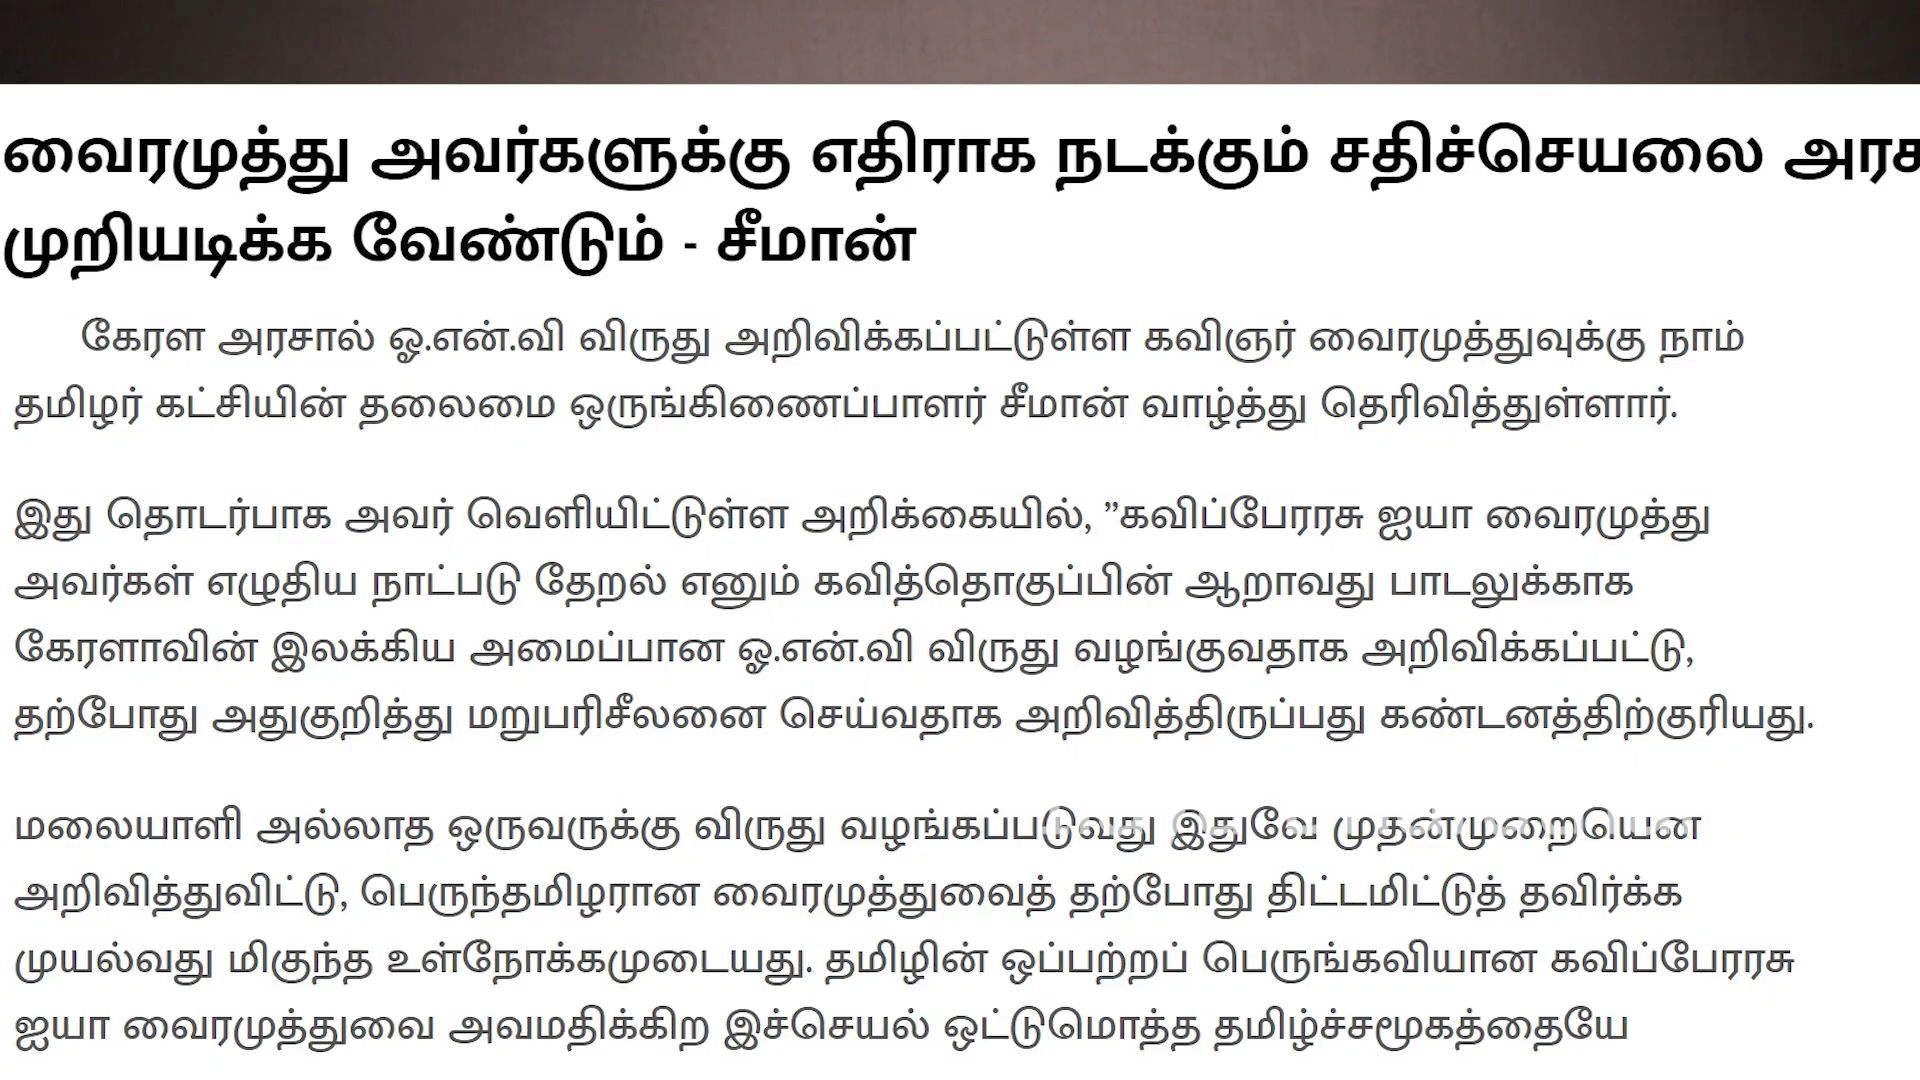 வைரமுத்து அவர்களுக்கு எதிராக நடக்கும் சதிச்செயலை
முறியடிக்க வேண்டும் - சீமான்
கேரள அரசால் ஓ.என்.வி விருது அறிவிக்கப்பட்டுள்ள கவிஞர் வைரமுத்துவுக்கு நாம்
தமிழர் கட்சியின் தலைமை ஒருங்கிணைப்பாளர் சீமான் வாழ்த்து தெரிவித்துள்ளார்.
இது தொடர்பாக அவர் வெளியிட்டுள்ள அறிக்கையில், ”கவிப்பேரரசு ஐயா வைரமுத்து
அவர்கள் எழுதிய நாட்படு தேறல் எனும் கவித்தொகுப்பின் ஆறாவது பாடலுக்காக
கேரளாவின் இலக்கிய அமைப்பான ஓ.என்.வி விருது வழங்குவதாக அறிவிக்கப்பட்டு,
தற்போது அதுகுறித்து மறுபரிசீலனை செய்வதாக அறிவித்திருப்பது கண்டனத்திற்குரியது.
மலையாளி அல்லாத ஒருவருக்கு விருது வழங்கப்படுவது இதுவே முதன்முறையென
அறிவித்துவிட்டு, பெருந்தமிழரான வைரமுத்துவைத் தற்போது திட்டமிட்டுத் தவிர்க்க
முயல்வது மிகுந்த உள்நோக்கமுடையது. தமிழின் ஒப்பற்றப் பெருங்கவியான கவிப்பேரரசு
ஐயா வைரமுத்துவை அவமதிக்கிற இச்செயல் ஒட்டுமொத்த தமிழ்ச்சமூகத்தையே